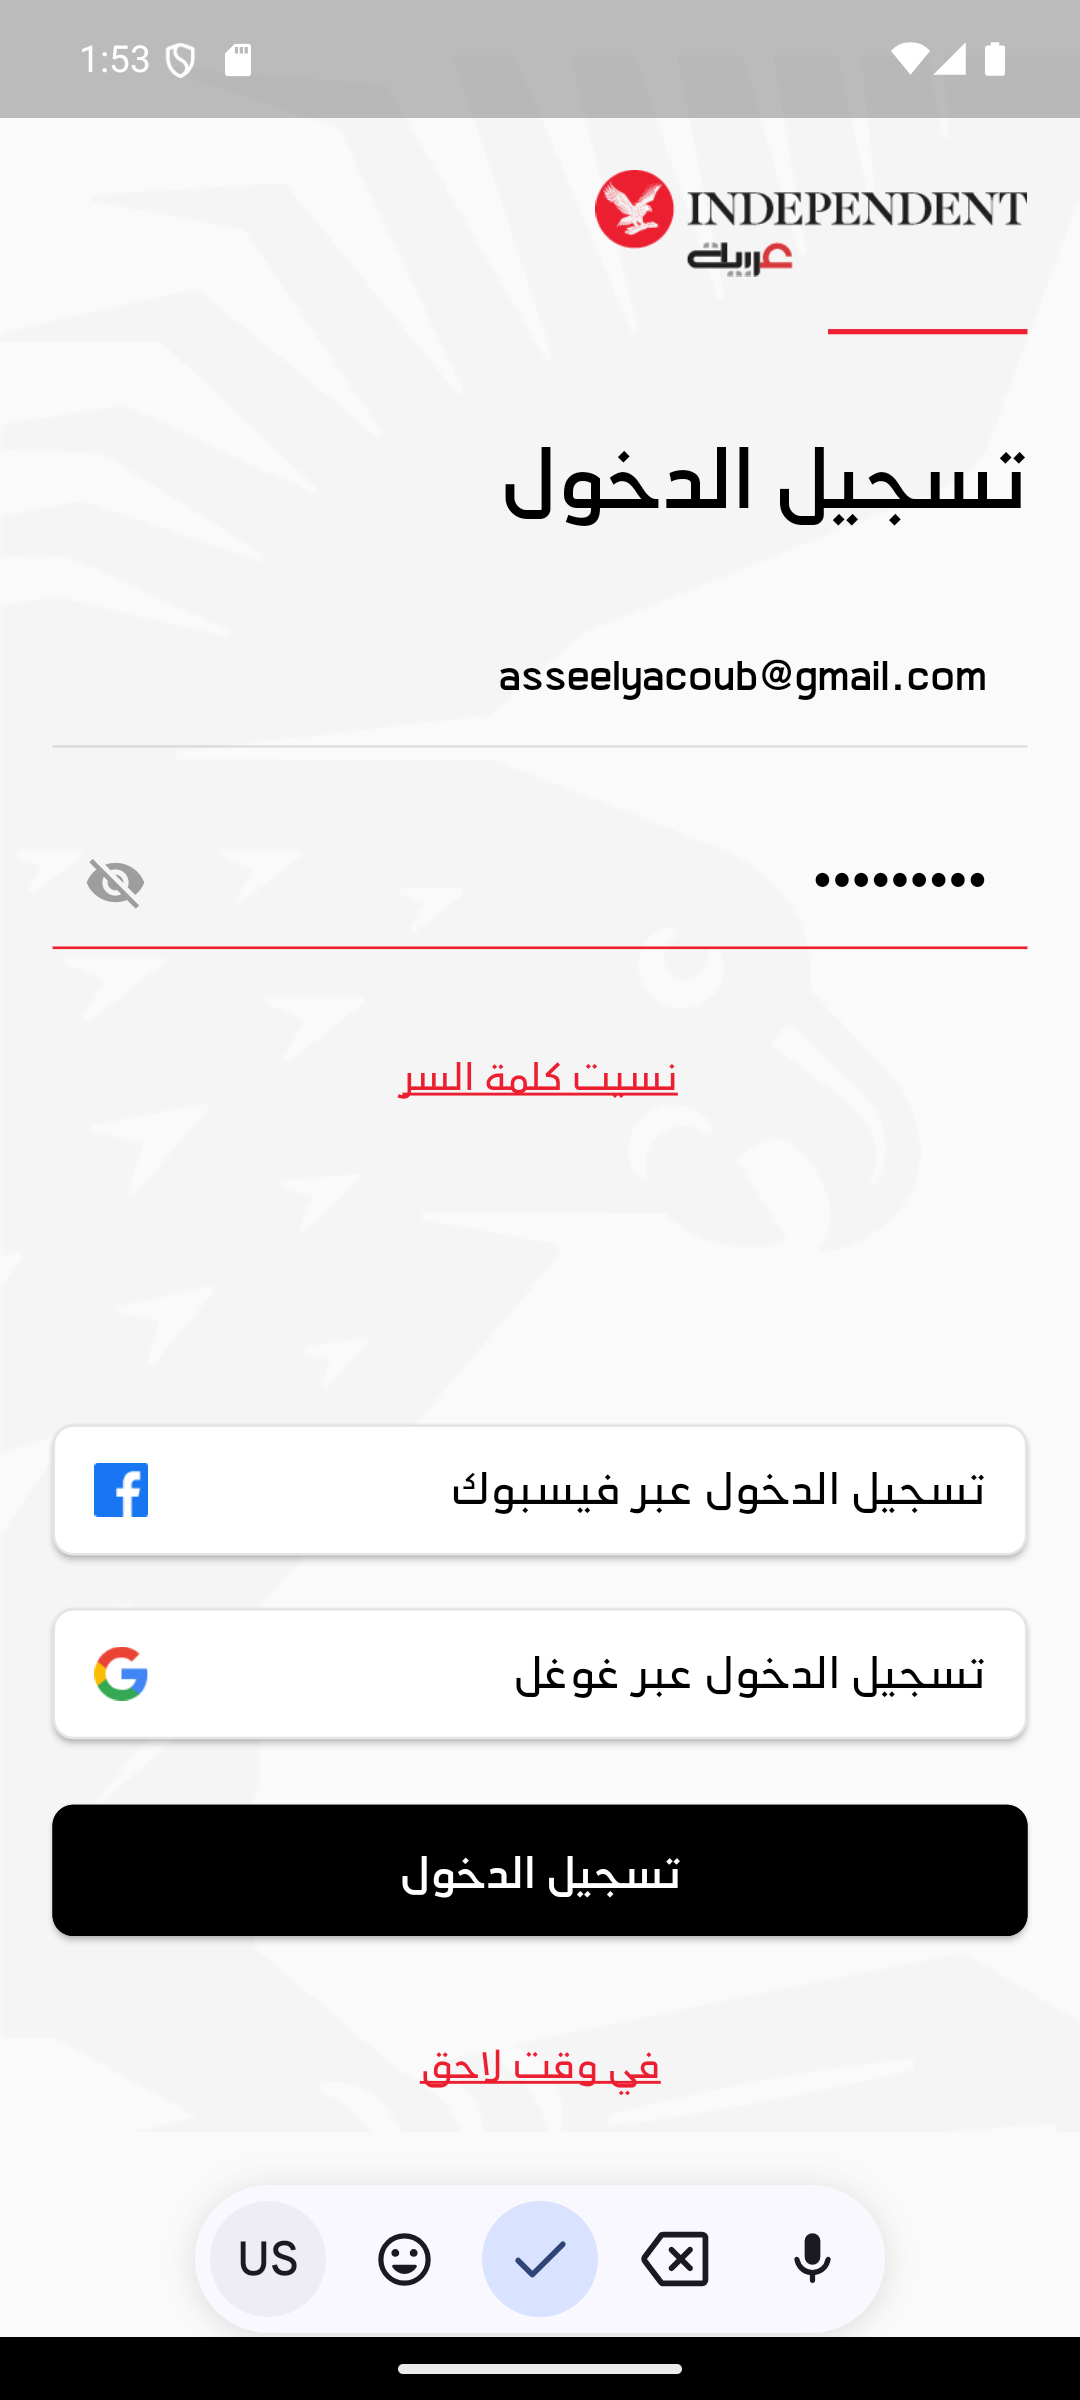 1:53
INDEPENDENT
عربية
تسجيل الدخول
asseelyacoub@gmail.com
•••••••••
نسيت كلمة السر
تسجيل الدخول عبر فيسبوك
تسجيل الدخول عبر غوغل
تسجيل الدخول
في وقت لاحق
US